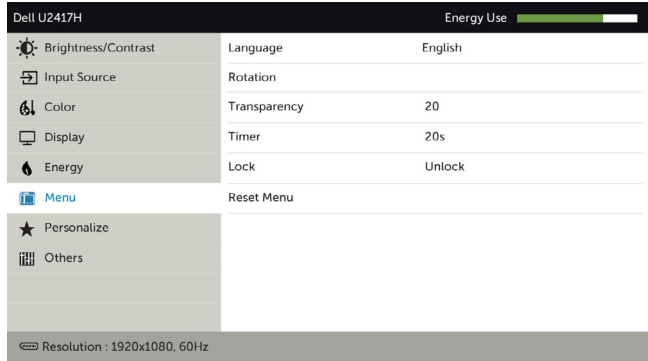 Dell U2417H Energy Use
Brightness/Contrast Language English
Input Source Rotation
Color Transparency 20
Display Timer 20s
Energy Lock Unlock
Menu Reset Menu
Personalize
Others
Resolution : 1920x1080, 60Hz